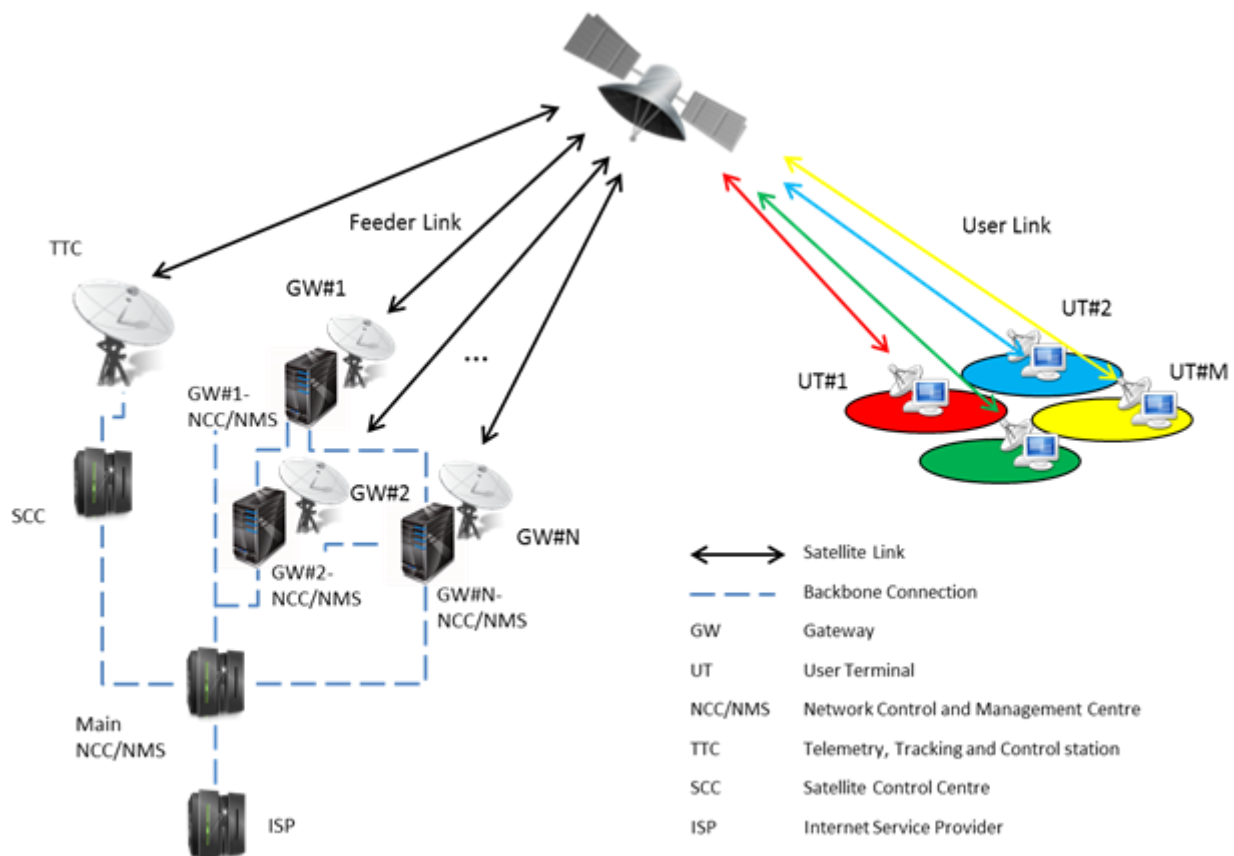 Feeder Link
User Link
TTC
GW#1
UT#2
...
UT#1
UT#M
GW#1-
NCC/NMS
GW#2
SCC
GW#N
GW#2-
NCC/NMS
GW#N-
NCC/NMS
Main
NCC/NMS
ISP
Satellite Link
Backbone Connection
GW Gateway
UT User Terminal
NCC/NMS Network Control and Management Centre
TTC Telemetry, Tracking and Control station
SCC Satellite Control Centre
ISP Internet Service Provider